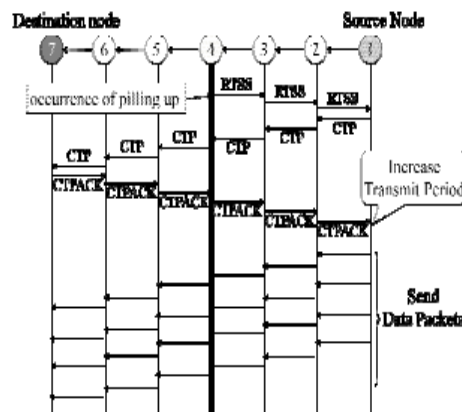 Destination node
Source Node
7 6 5 4 3 2 1
RTSS
RTSS
RTSS
occurrence of pilling up
CTP
CTP
CTP
CTP
CTP
CTP
CTPACK
CTPACK
CTPACK
CTPACK
CTPACK
CTPACK
Increase
Transmit Period
Send
Data Packets